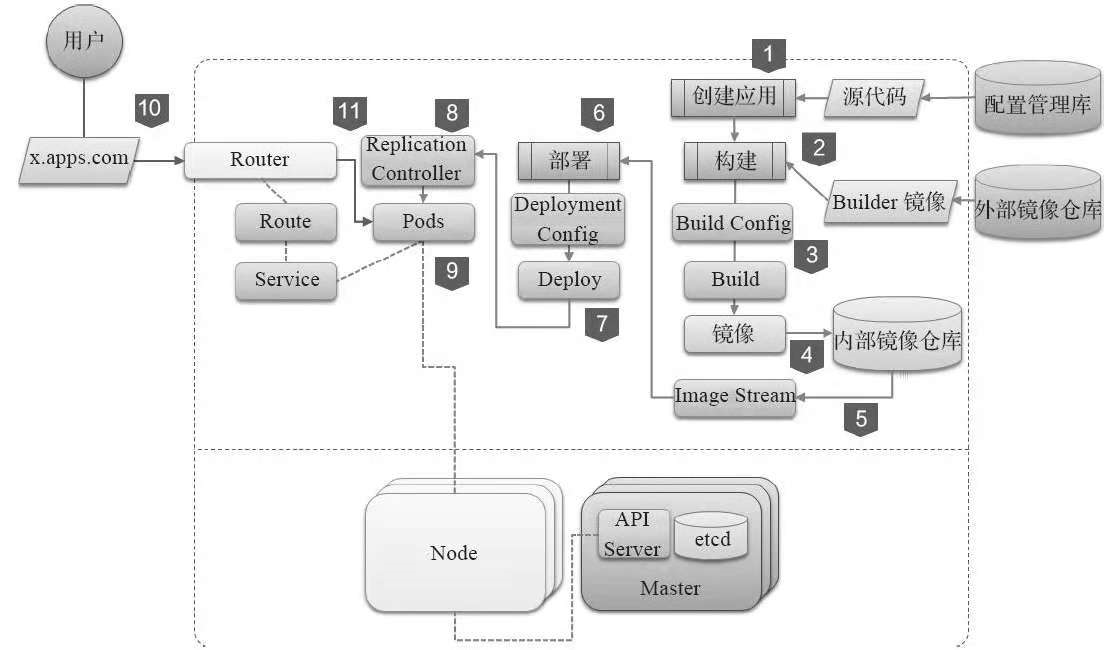 用户
1
创建应用
源代码
配置管理库
10
11
8
6
x.apps.com
Router
Replication
Controller
部署
构建
2
Builder 镜像
外部镜像仓库
Route
Pods
Deployment
Config
Build Config
3
Service
9
Deploy
Build
7
镜像
4
内部镜像仓库
Image Stream
5
Node
API
Server
etcd
Master